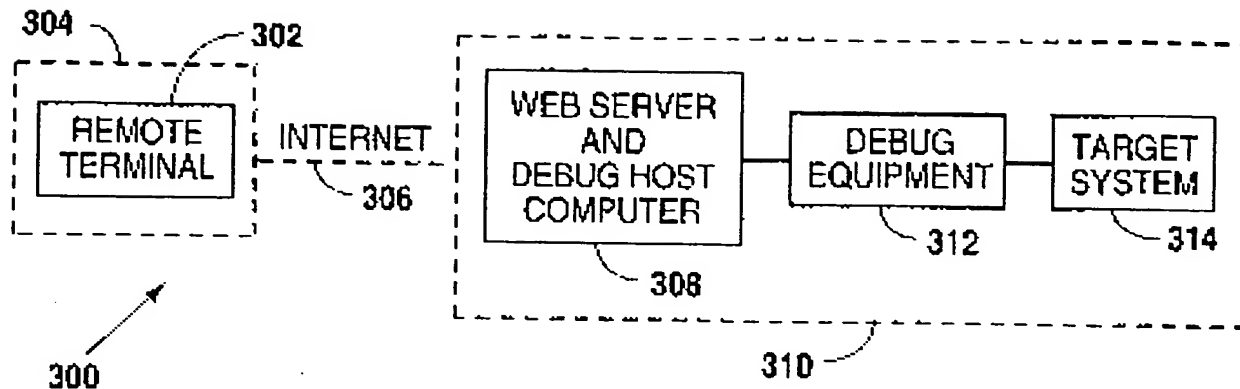 304
302
REMOTE
TERMINAL
INTERNET
306
WEB SERVER
AND
DEBUG HOST
COMPUTER
308
DEBUG
EQUIPMENT
312
TARGET
SYSTEM
314
310
300